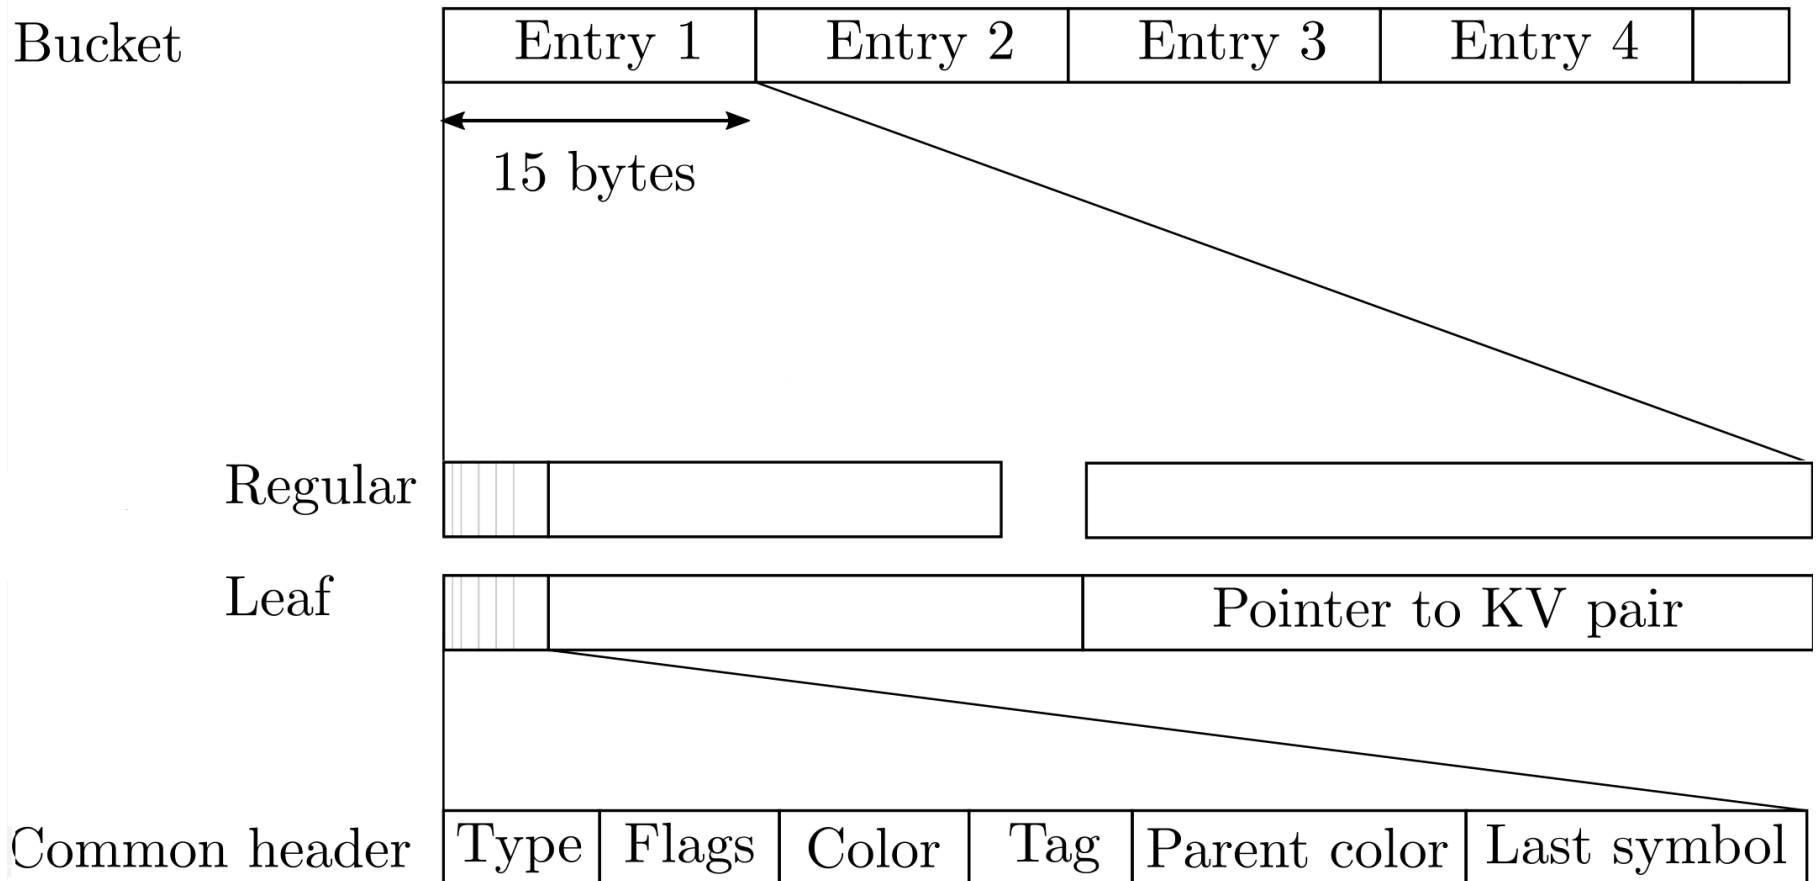 Bucket Entry 1 Entry 2 Entry 3 Entry 4
15 bytes
Regular
Leaf Pointer to KV pair
Common header Type Flags Color Tag Parent color Last symbol